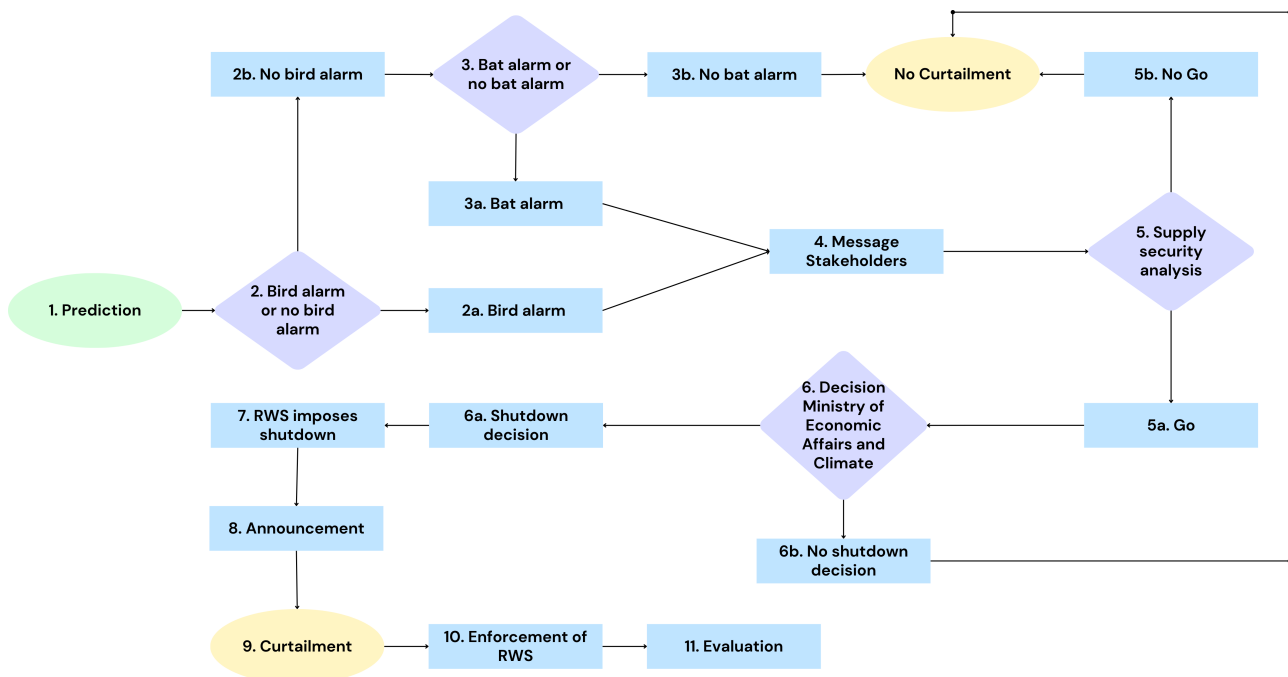 2b. No bird alarm
3. Bat alarm or
no bat alarm
3b. No bat alarm
No Curtailment
5b. No Go
3a. Bat alarm
4. Message
Stakeholders
5. Supply
security
analysis
1. Prediction
2. Bird alarm
or no bird
alarm
2a. Bird alarm
7. RWS imposes
shutdown
6a. Shutdown
decision
6. Decision
Ministry of
Economic
Affairs and
Climate
5a. Go
8. Announcement
6b. No shutdown
decision
9. Curtailment
10. Enforcement of
RWS
11. Evaluation